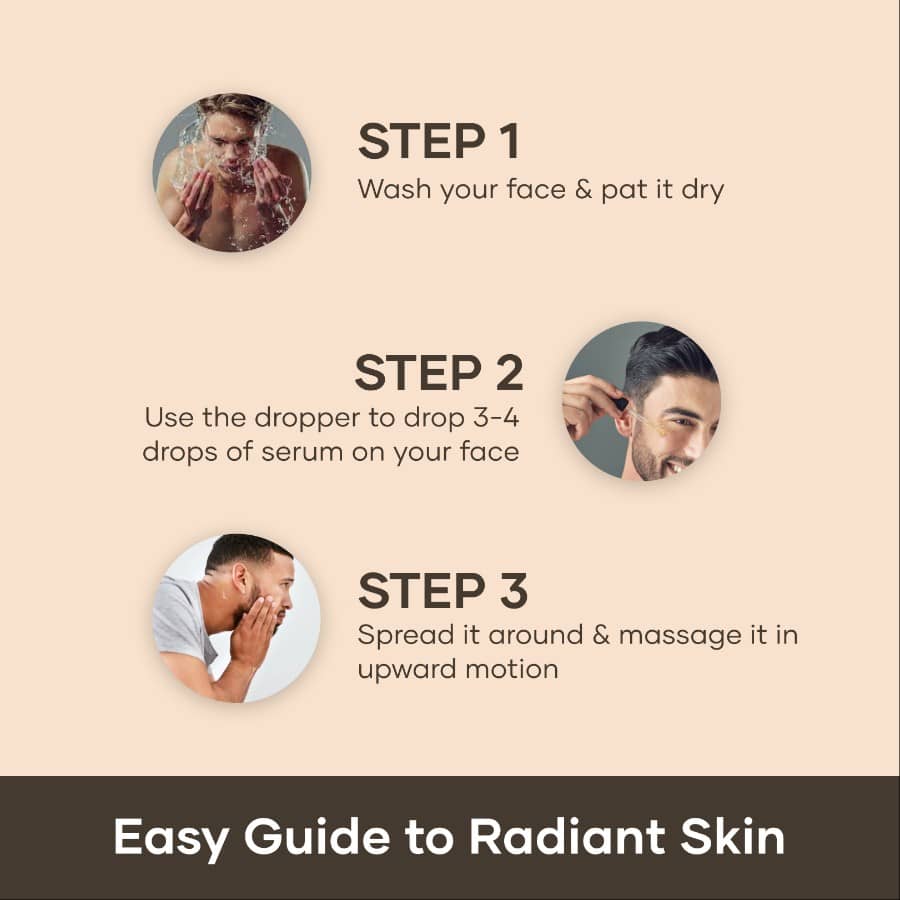 STEP 1
Wash your face & pat it dry
STEP 2
Use the dropper to drop 3-4
drops of serum on your face
STEP 3
Spread it around & massage it in
upward motion
Easy Guide to Radiant Skin